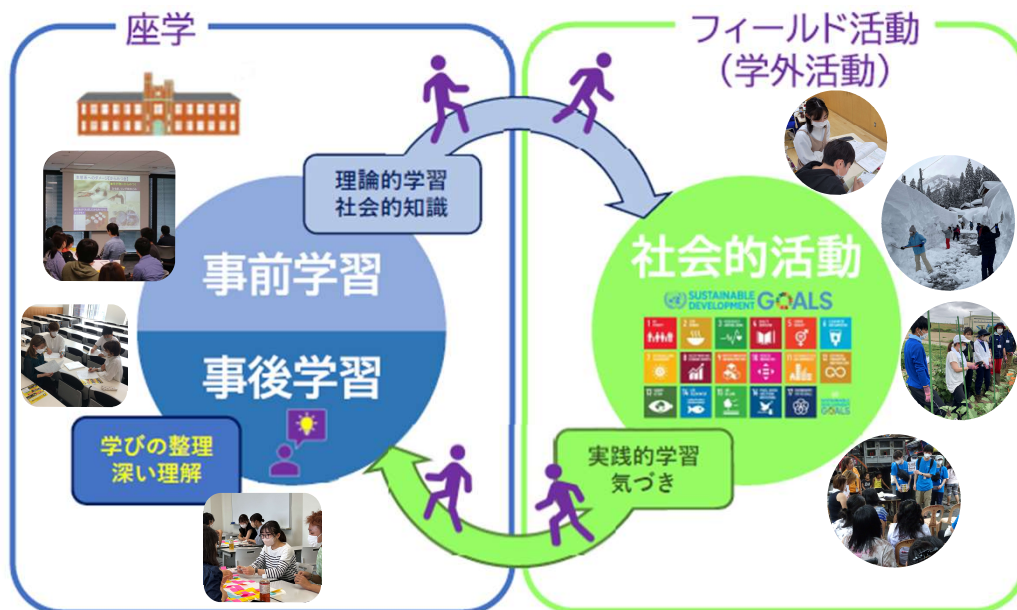 座学
フィールド活動
（学外活動）
理論的学習
社会的知識
事前学習
事後学習
学びの整理
深い理解
社会的活動
SUSTAINABLE
DEVELOPMENT
GOALS
実践的学習
気づき